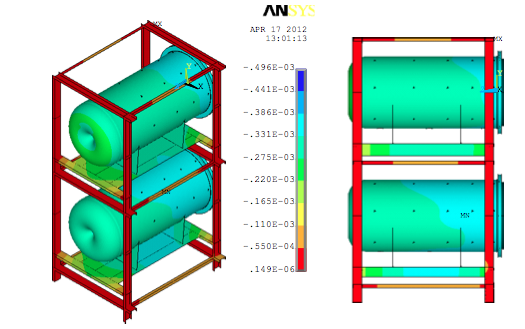 ANSYS
APR 17 2012
13:01:13
MX
Y
X
MN
-.496E-03
-.441E-03
-.386E-03
-.331E-03
-.275E-03
-.220E-03
-.165E-03
-.110E-03
-.550E-04
.149E-06
MX
Y
X
MN